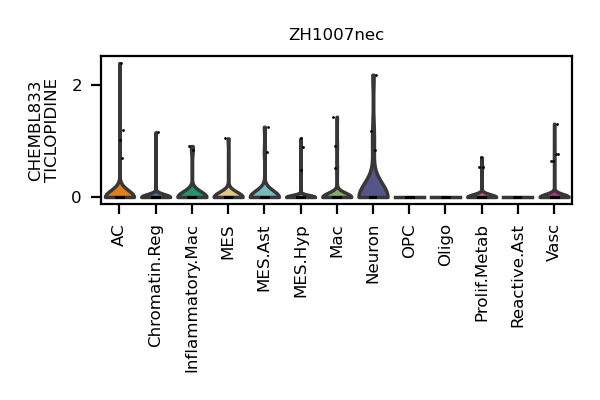 ZH1007nec
CHEMBL833
TICLOPIDINE
2
0
AC
Chromatin.Reg
Inflammatory.Mac
MES
MES.Ast
MES.Hyp
Mac
Neuron
OPC
Oligo
Prolif.Metab
Reactive.Ast
Vasc